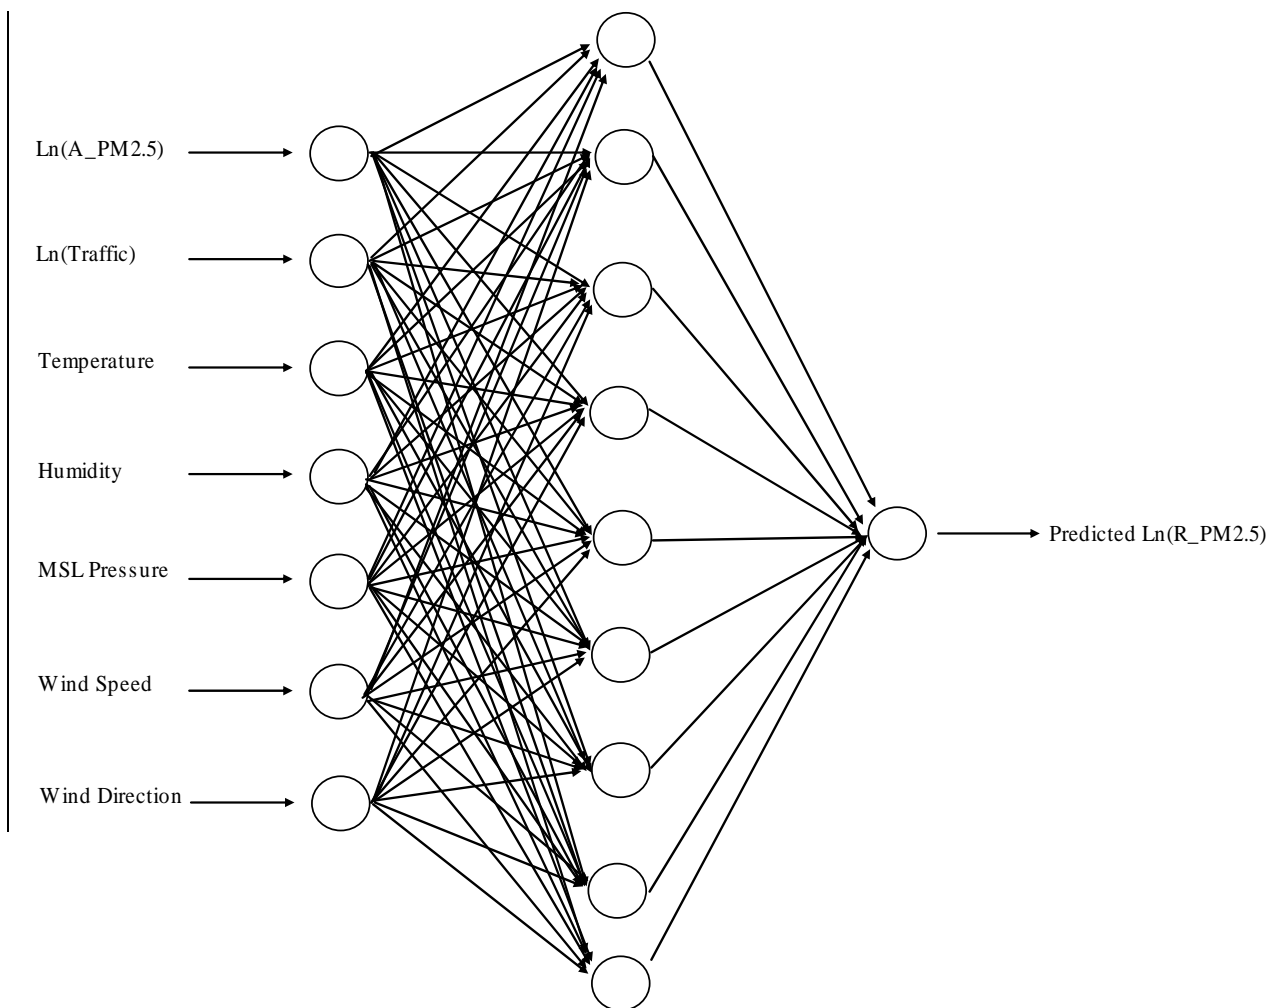 Ln(A_PM2.5)
Ln(Traffic)
Temperature
Humidity
MSL Pressure
Wind Speed
Wind Direction
Predicted Ln(R_PM2.5)